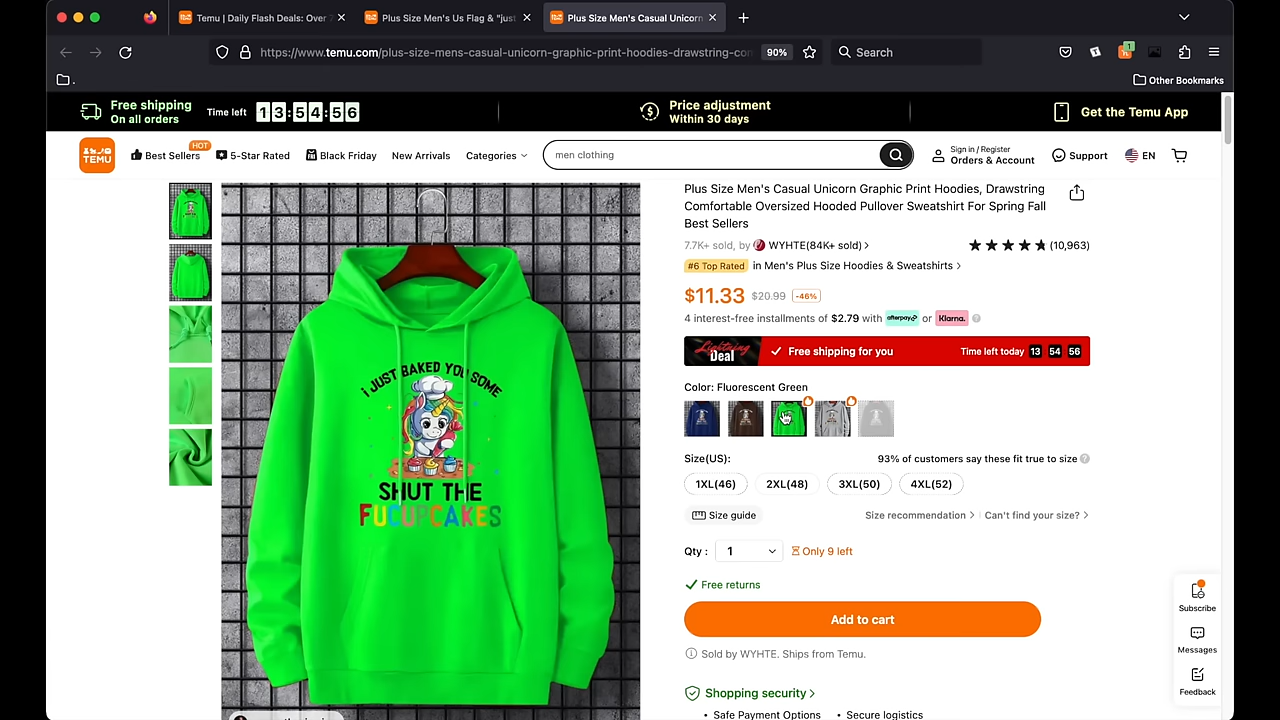 Temu | Daily Flash Deals: Over
Plus Size Men's Us Flag & "just
Plus Size Men's Casual Unicorn
https://www.temu.com/plus-size-mens-casual-unicorn-graphic-print-hoodies-drawstring-com
90%
Search
Other Bookmarks
Free shipping
On all orders
Time left 13:54:56
Price adjustment
Within 30 days
Get the Temu App
TEMU
Best Sellers
HOT
5-Star Rated
Black Friday
New Arrivals
Categories
men clothing
Sign in / Register
Orders & Account
Support
EN
Plus Size Men's Casual Unicorn Graphic Print Hoodies, Drawstring
Comfortable Oversized Hooded Pullover Sweatshirt For Spring Fall
Best Sellers
7.7K+ sold, by WYHTE(84K+ sold) >
(10,963)
#6 Top Rated in Men's Plus Size Hoodies & Sweatshirts >
$11.33 $20.99 -46%
4 interest-free installments of $2.79 with afterpay or Klarna. ?
Lightning
Deal
Free shipping for you
Time left today 13 54 56
Color: Fluorescent Green
Size(US):
93% of customers say these fit true to size ?
1XL(46) 2XL(48) 3XL(50) 4XL(52)
Size guide
Size recommendation > | Can't find your size? >
Qty : 1 Only 9 left
Free returns
Add to cart
Sold by WYHTE. Ships from Temu.
Shopping security >
• Safe Payment Options • Secure logistics
I JUST BAKED YOU SOME
SHUT THE
FUCUPCAKES
Subscribe
Messages
Feedback